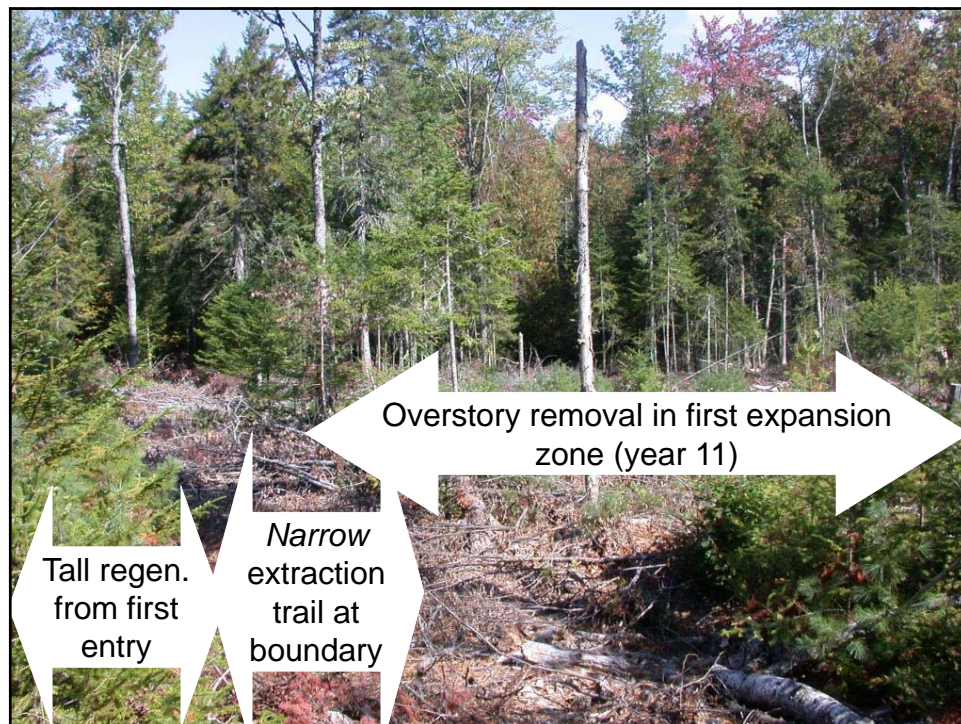 Overstory removal in first expansion
zone (year 11)
Tall regen.
from first
entry
Narrow
extraction
trail at
boundary